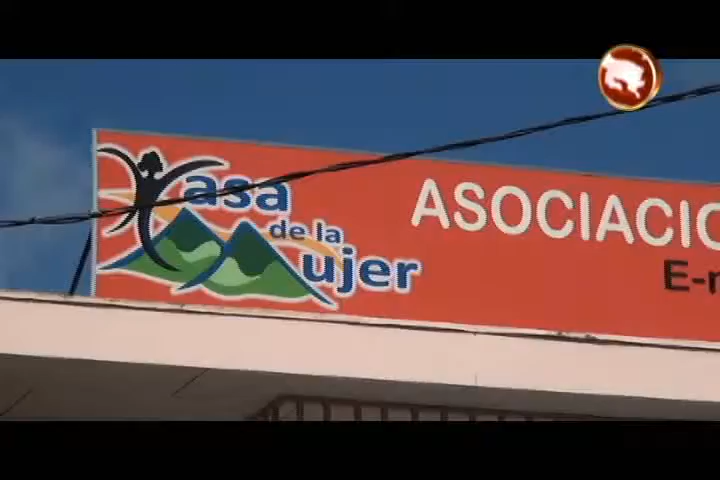 Casa
de la
Mujer
ASOCIACIO
E-